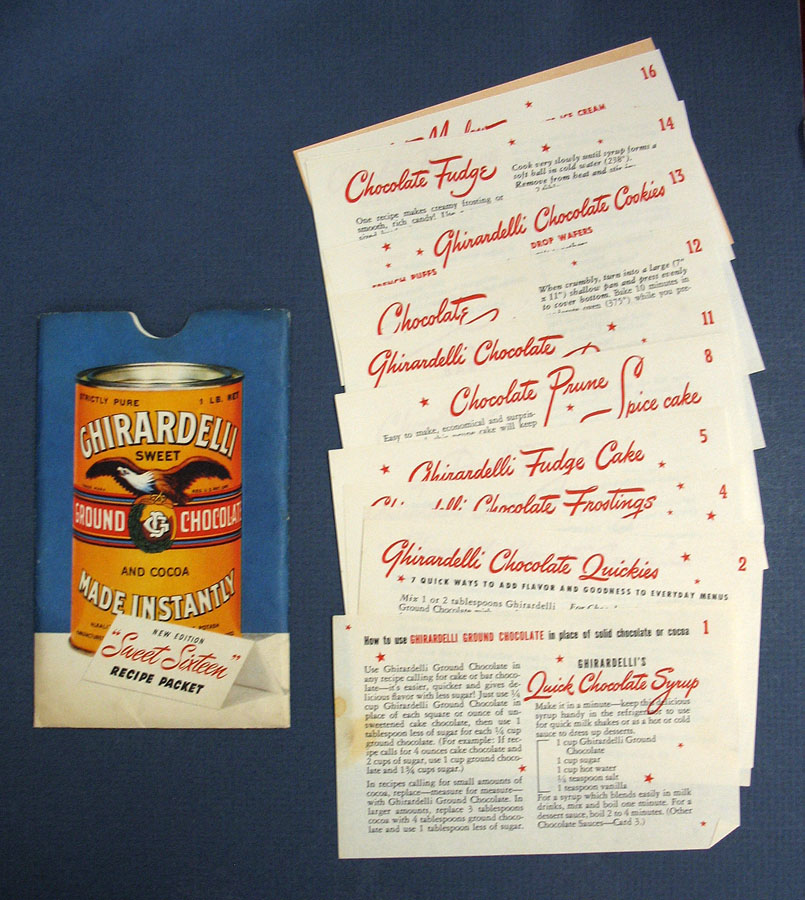 STRICTLY PURE 1 LB. NET
GHIRARDELLI
SWEET
GROUND CHOCOLATE
AND COCOA
MADE INSTANTLY
NEW EDITION
"Sweet Sixteen"
RECIPE PACKET
16
ICE CREAM
14
Chocolate Fudge
Cook very slowly until syrup forms a
soft ball in cold water (238°).
Remove from heat and stir
One recipe makes creamy frosting or
smooth, rich candy!
13
Ghirardelli Chocolate Cookies
DROP WAFERS
FRENCH PUFFS
12
When crumbly, turn into a large (7"
x 11") shallow pan and press evenly
to cover bottom. Bake 10 minutes in
oven (375°) while you pre-
Chocolate
11
Ghirardelli Chocolate
8
Chocolate Prune Spice cake
Easy to make, economical and surpris-
cake will keep
5
Ghirardelli Fudge Cake
4
Ghirardelli Chocolate Frostings
2
Ghirardelli Chocolate Quickies
7 QUICK WAYS TO ADD FLAVOR AND GOODNESS TO EVERYDAY MENUS
Mix 1 or 2 tablespoons Ghirardelli
Ground Chocolate
How to use GHIRARDELLI GROUND CHOCOLATE in place of solid chocolate or cocoa 1
Use Ghirardelli Ground Chocolate in
any recipe calling for cake or bar choco-
late—it's easier, quicker and gives de-
licious flavor with less sugar! Just use ¼
cup Ghirardelli Ground Chocolate in
place of each square or ounce of un-
sweetened cake chocolate, then use 1
tablespoon less of sugar for each ¼ cup
ground chocolate. (For example: If rec-
ipe calls for 4 ounces cake chocolate and
2 cups of sugar, use 1 cup ground choco-
late and 1¾ cups sugar.)
In recipes calling for small amounts of
cocoa, replace—measure for measure—
with Ghirardelli Ground Chocolate. In
larger amounts, replace 3 tablespoons
cocoa with 4 tablespoons ground choco-
late and use 1 tablespoon less of sugar.
GHIRARDELLI'S
Quick Chocolate Syrup
Make it in a minute—keep this delicious
syrup handy in the refrigerator to use
for quick milk shakes or as a hot or cold
sauce to dress up desserts.
1 cup Ghirardelli Ground
Chocolate
1 cup sugar
1 cup hot water
teaspoon salt
1 teaspoon vanilla
For a syrup which blends easily in milk
drinks, mix and boil one minute. For a
dessert sauce, boil 2 to 4 minutes. (Other
Chocolate Sauces—Card 3.)